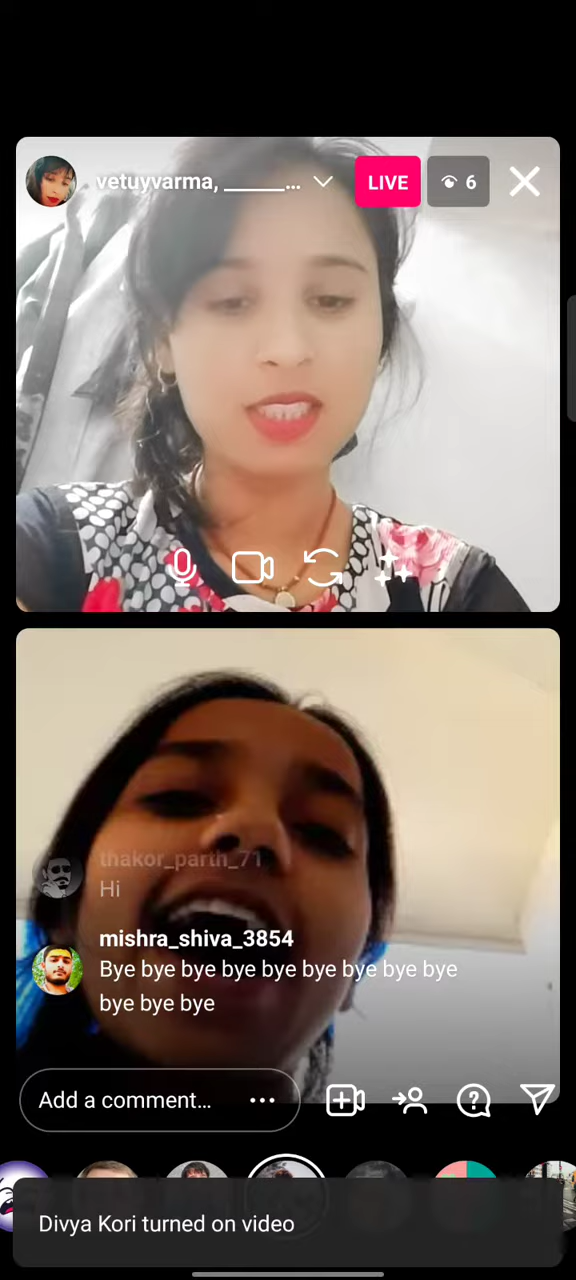 vetuyvarma, ______...
LIVE
6
thakor_parth_71
Hi
mishra_shiva_3854
Bye bye bye bye bye bye bye bye bye
bye bye bye
Add a comment...
Divya Kori turned on video